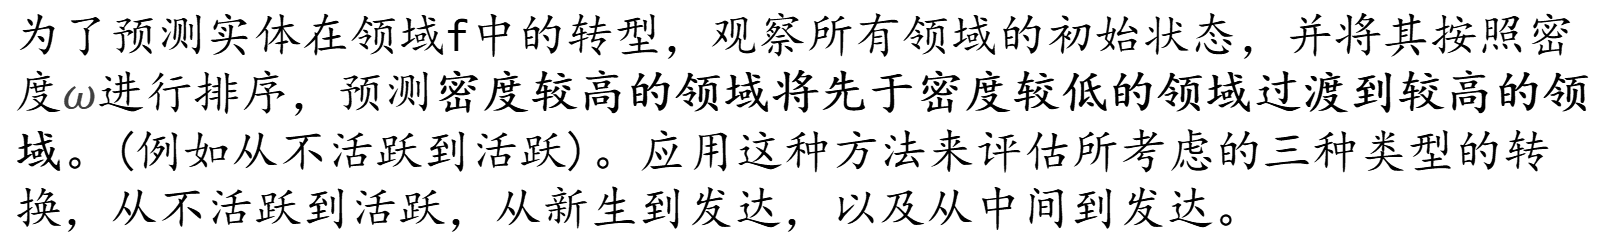 为了预测实体在领域f中的转型，观察所有领域的初始状态，并将其按照密
度ω进行排序，预测密度较高的领域将先于密度较低的领域过渡到较高的领
域。(例如从不活跃到活跃)。应用这种方法来评估所考虑的三种类型的转
换，从不活跃到活跃，从新生到发达，以及从中间到发达。